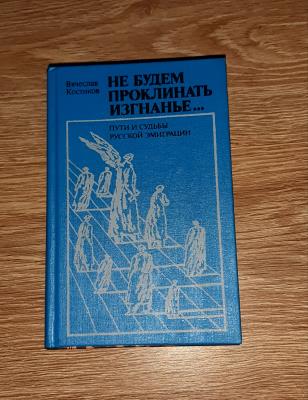 Вячеслав
Костиков
НЕ БУДЕМ
ПРОКЛИНАТЬ
ИЗГНАНЬЕ...
ПУТИ И СУДЬБЫ
РУССКОЙ ЭМИГРАЦИИ